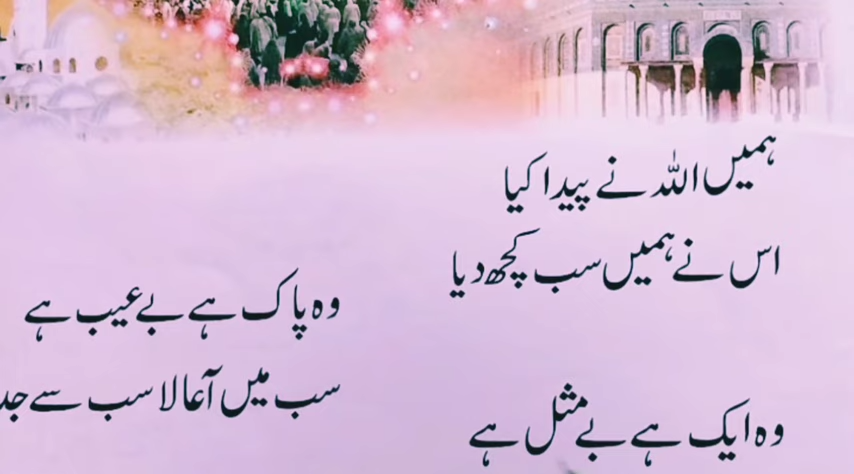 ہمیں اللہ نے پیدا کیا
اس نے ہمیں سب کچھ دیا
وہ پاک ہے بے عیب ہے
سب میں آعالا سب سے
وہ ایک ہے بے مثل ہے